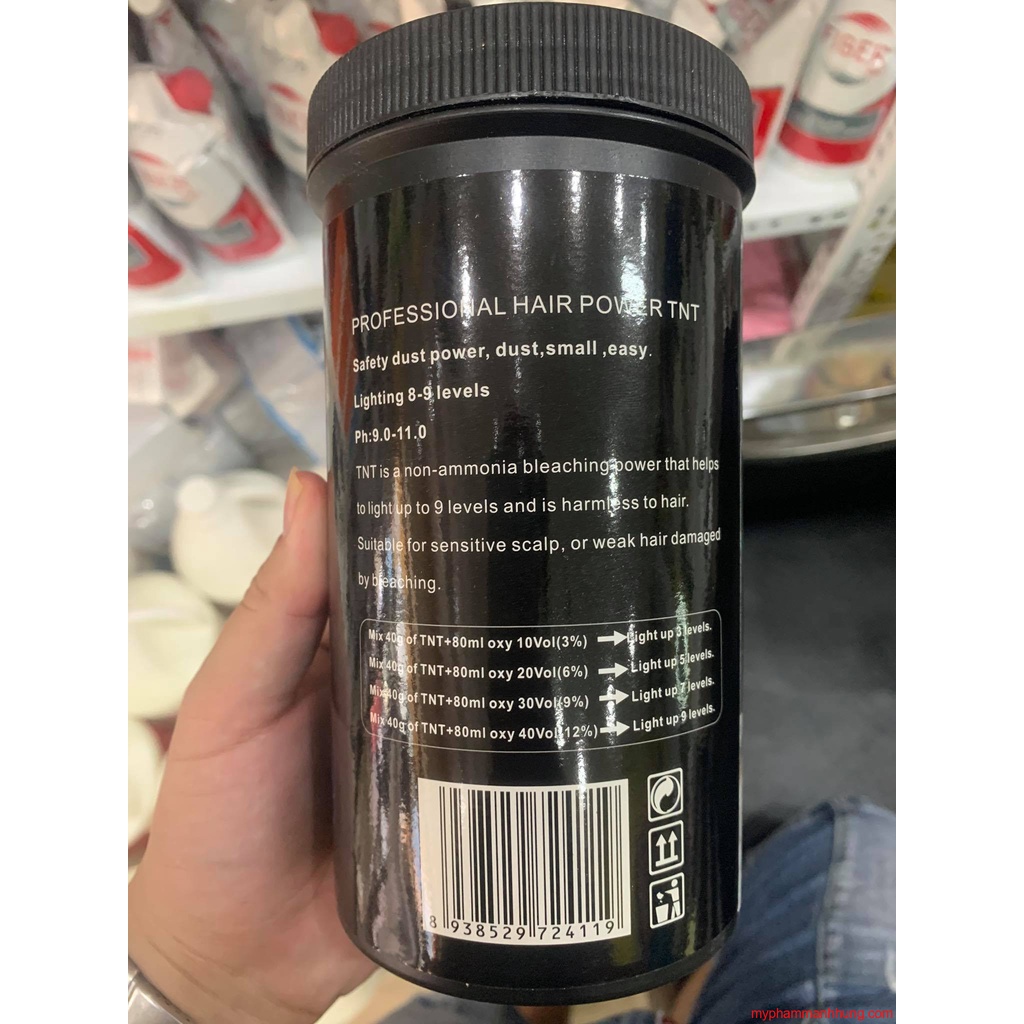 FIBER
PROFESSIONAL HAIR POWER TNT
Safety dust power, dust,small ,easy.
Lighting 8-9 levels
Ph:9.0-11.0
TNT is a non-ammonia bleaching power that helps
to light up to 9 levels and is harmless to hair.
Suitable for sensitive scalp, or weak hair damaged
by bleaching.
Mix 40g of TNT+80ml oxy 10Vol(3%) Light up 3 levels.
Mix 40g of TNT+80ml oxy 20Vol(6%) Light up 5 levels.
Mix 40g of TNT+80ml oxy 30Vol(9%) Light up 7 levels.
Mix 40g of TNT+80ml oxy 40Vol(12%) Light up 9 levels.
8 938529 724119
myphammanhhung.com